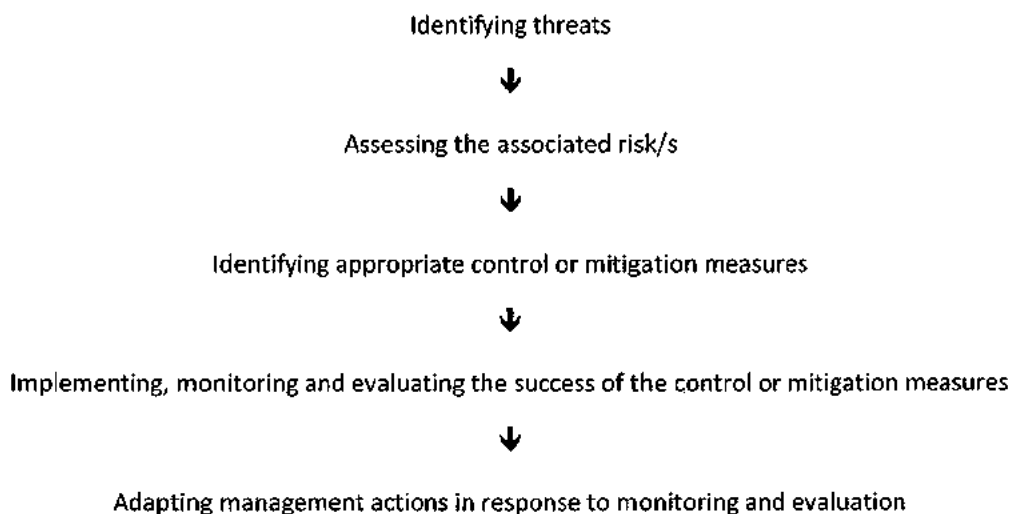 Identifying threats
↓
Assessing the associated risk/s
↓
Identifying appropriate control or mitigation measures
↓
Implementing, monitoring and evaluating the success of the control or mitigation measures
↓
Adapting management actions in response to monitoring and evaluation